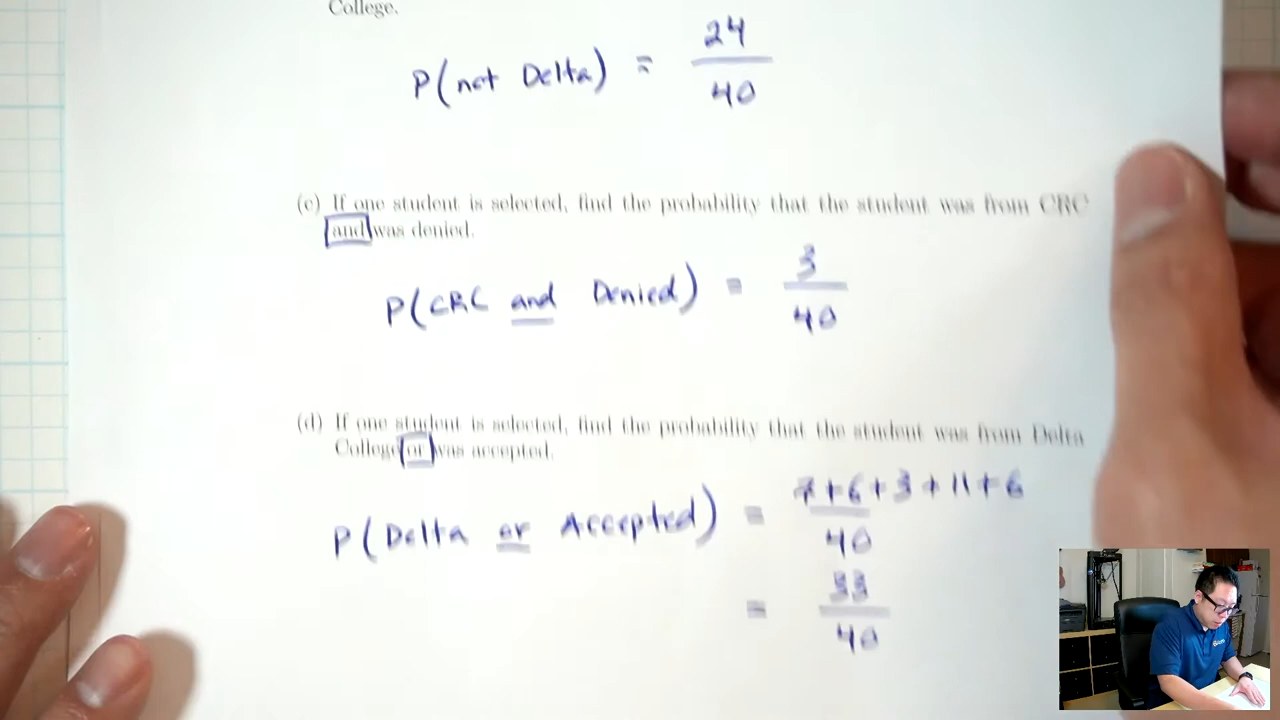 College.
P(not Delta) = 24/40
(c) If one student is selected, find the probability that the student was from CRC
and was denied.
P(CRC and Denied) = 3/40
(d) If one student is selected, find the probability that the student was from Delta
College or was accepted.
P(Delta or Accepted) = 7+6+3+11+6/40
= 33/40